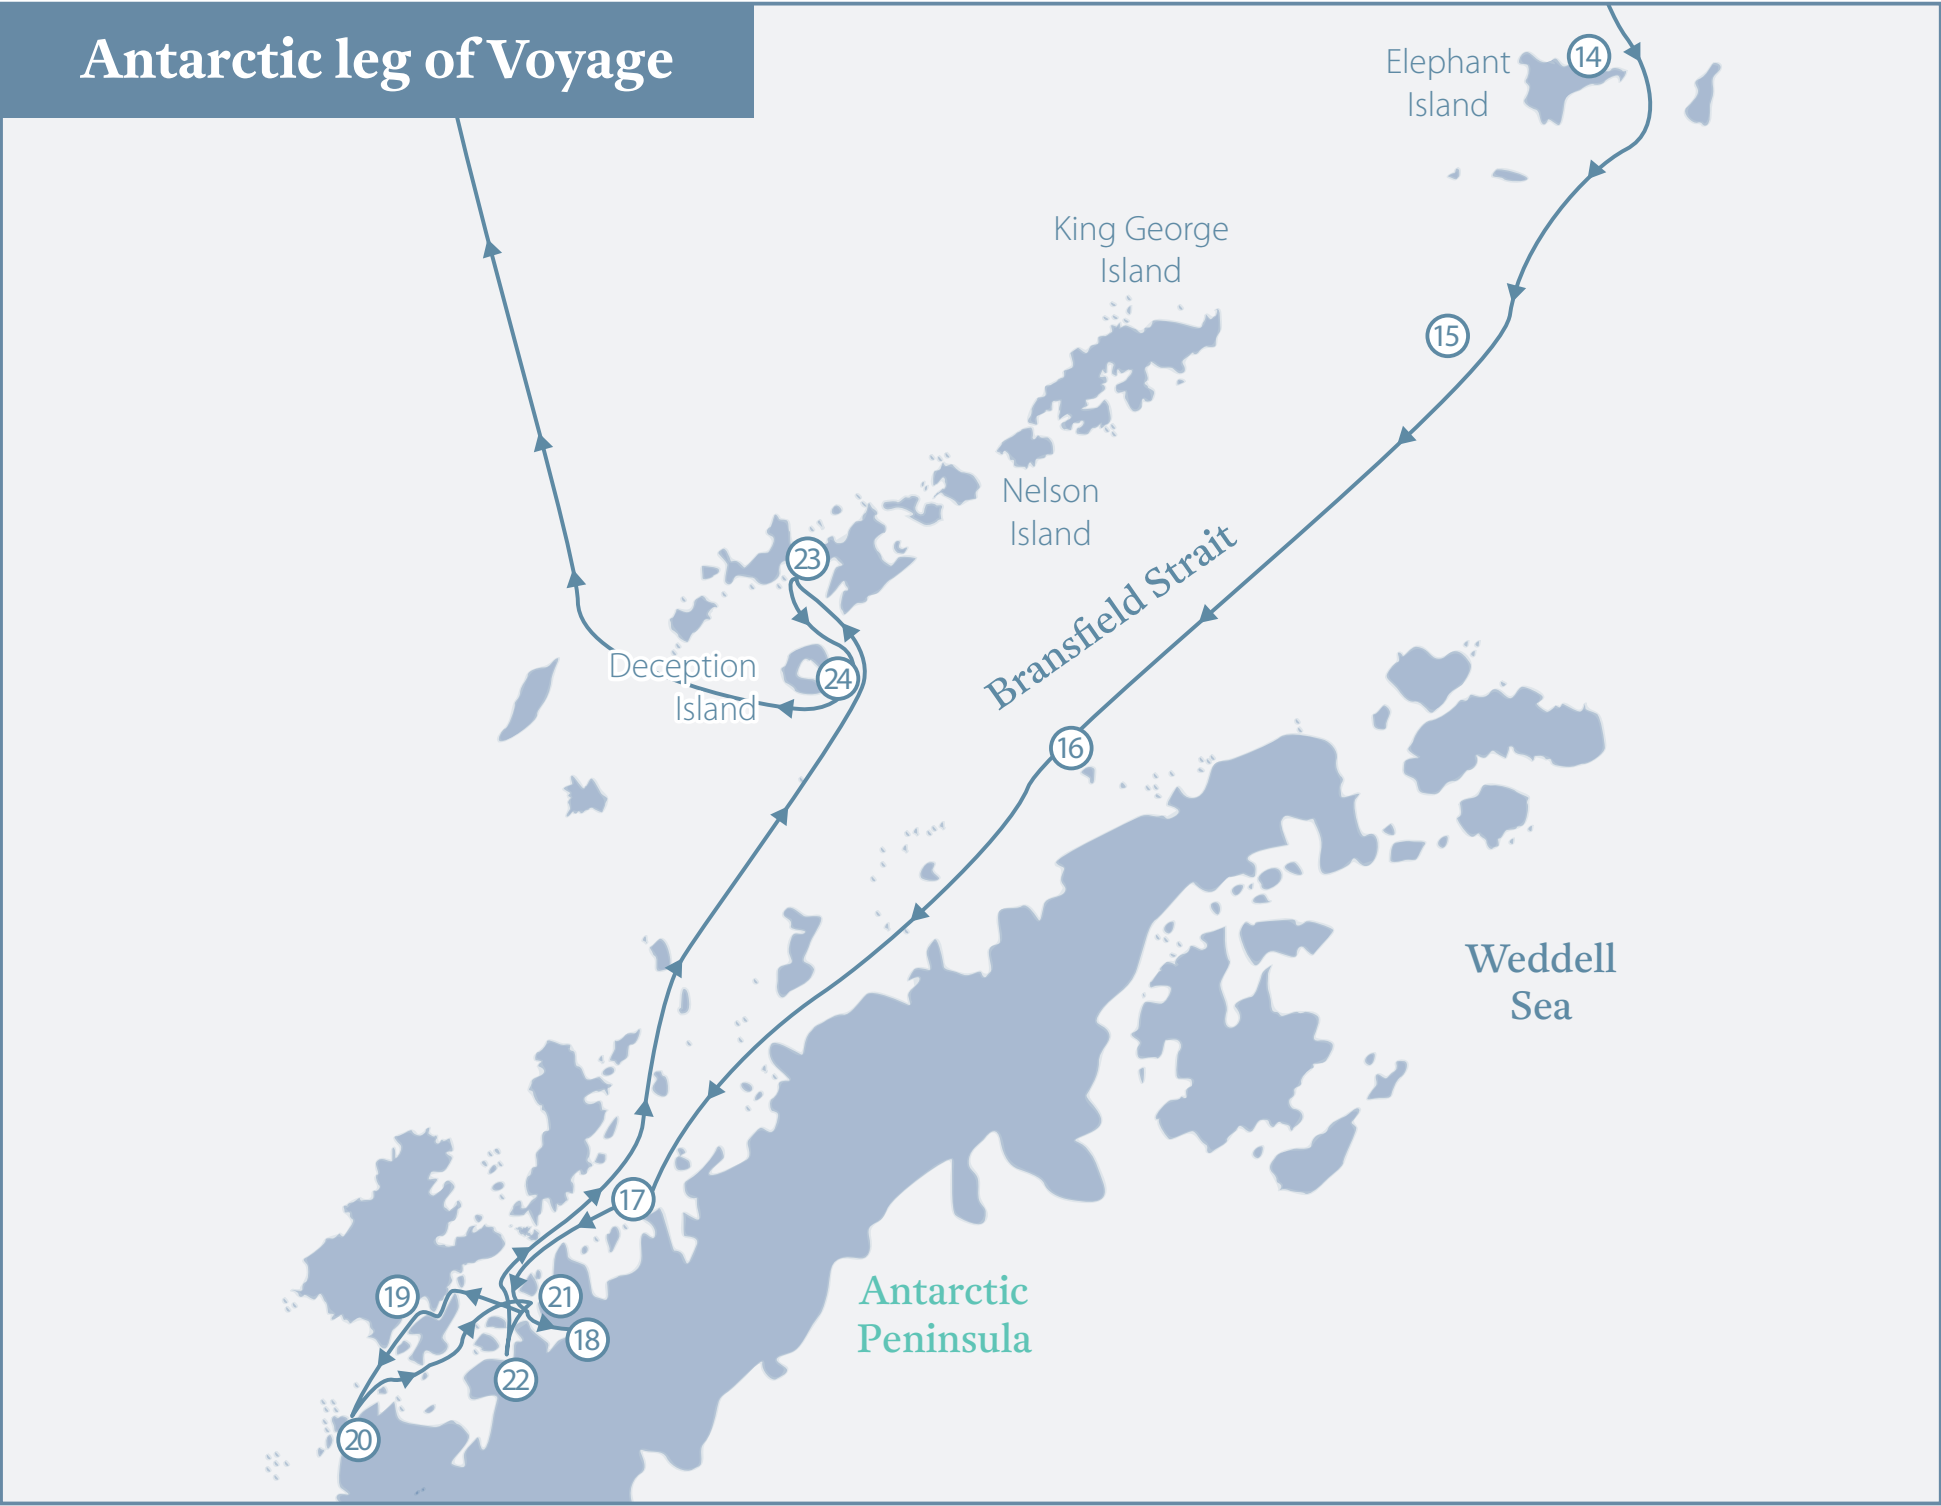 Antarctic leg of Voyage
14
Elephant
Island
King George
Island
15
Nelson
Island
23
Bransfield Strait
Deception
24
Island
16
Weddell
Sea
17
19
21
Antarctic
18
Peninsula
22
20